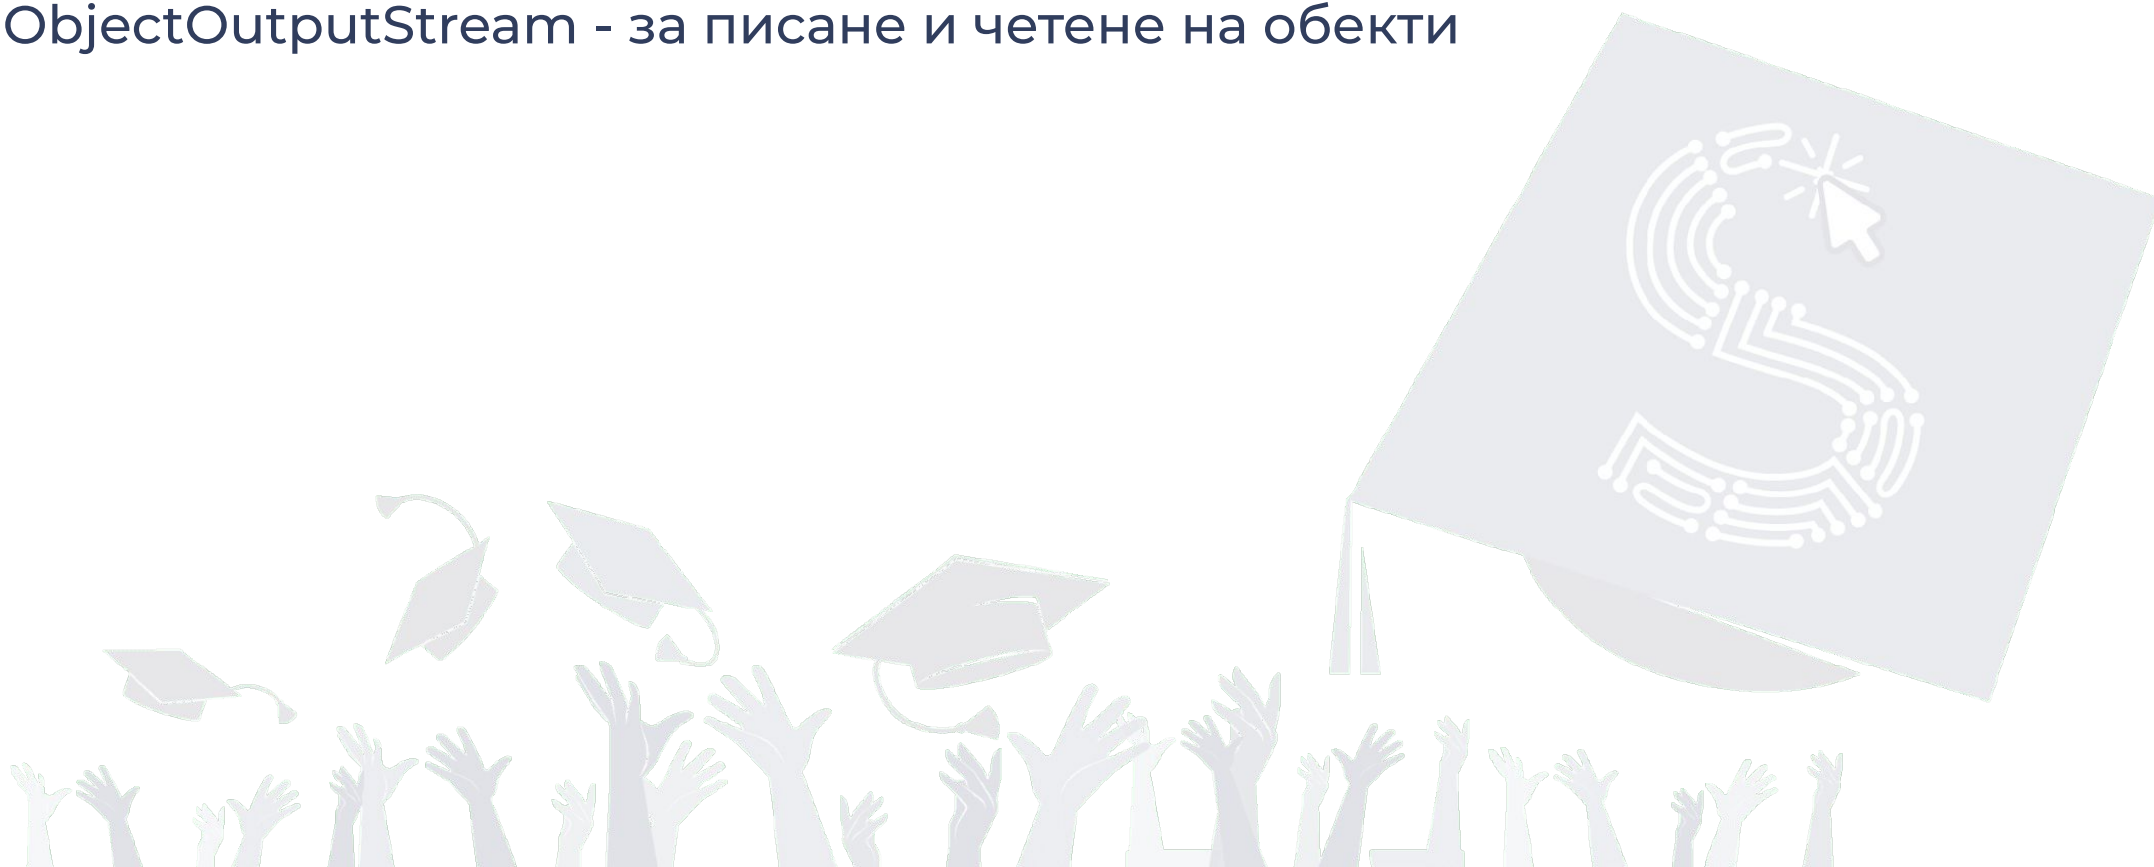 ObjectOutputStream - за писане и четене на обекти